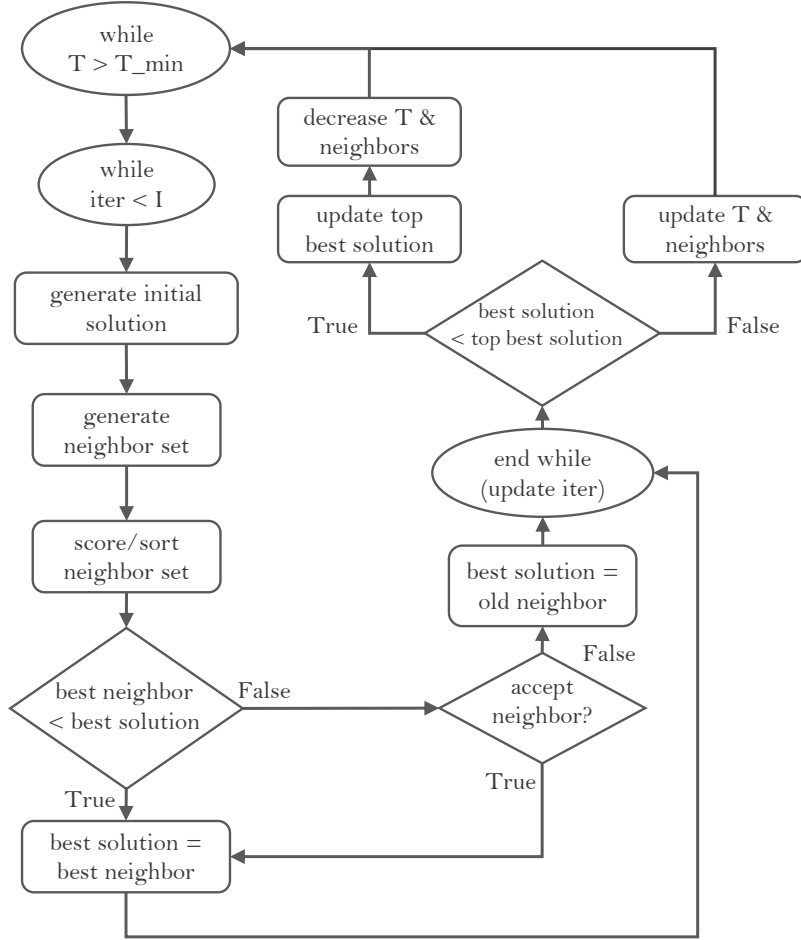 while
T > T_min
while
iter < I
generate initial
solution
generate
neighbor set
score/sort
neighbor set
best neighbor
< best solution
False
True
best solution =
best neighbor
accept
neighbor?
False
True
best solution =
old neighbor
end while
(update iter)
best solution
< top best solution
True
False
update top
best solution
decrease T &
neighbors
update T &
neighbors